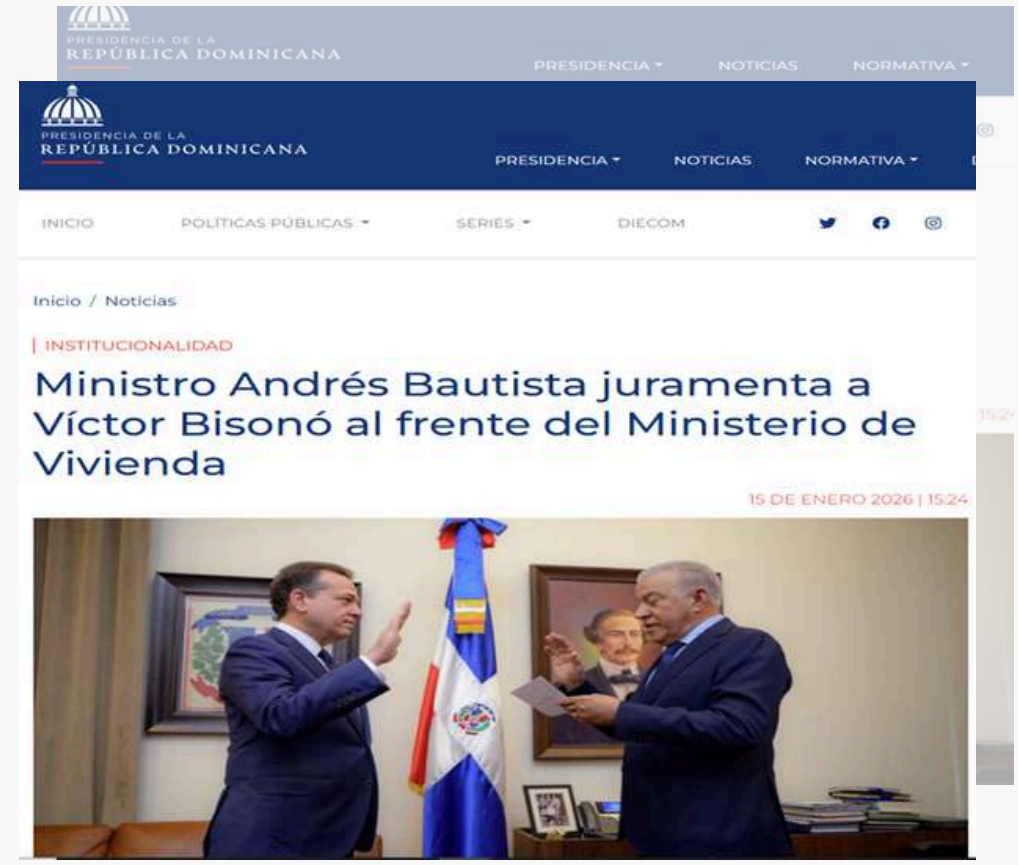 PRESIDENCIA DE LA
REPÚBLICA DOMINICANA
PRESIDENCIA
NOTICIAS
NORMATIVA
PRESIDENCIA DE LA
REPÚBLICA DOMINICANA
PRESIDENCIA
NOTICIAS
NORMATIVA
INICIO
POLÍTICAS PÚBLICAS
SERIES
DIECOM
Inicio / Noticias
INSTITUCIONALIDAD
Ministro Andrés Bautista juramenta a
Víctor Bisonó al frente del Ministerio de
Vivienda
15 DE ENERO 2026 | 15:24
15:24